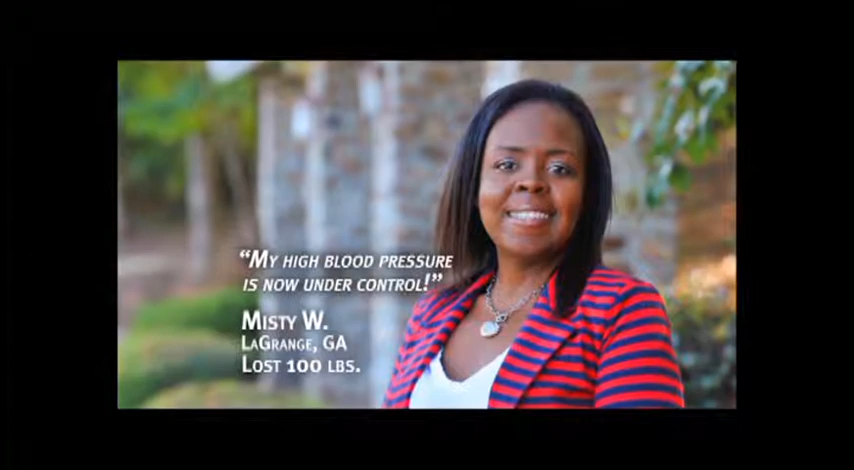 “My high blood pressure
is now under control!”
Misty W.
LaGrange, GA
Lost 100 lbs.